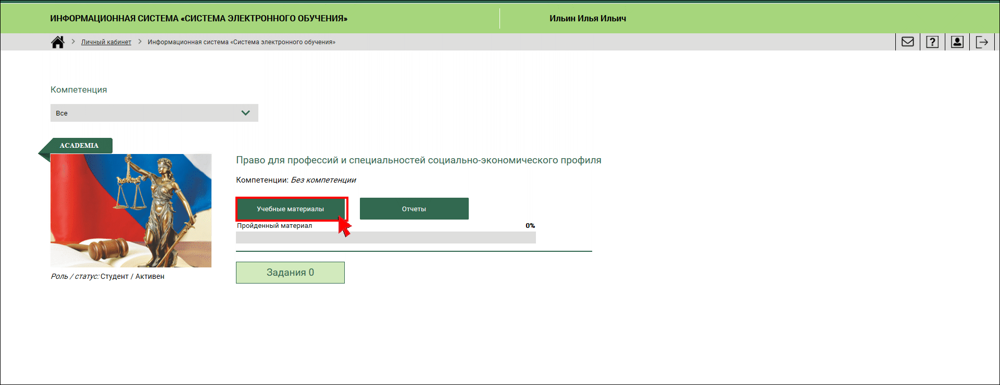 ИНФОРМАЦИОННАЯ СИСТЕМА «СИСТЕМА ЭЛЕКТРОННОГО ОБУЧЕНИЯ»
Ильин Илья Ильич
Личный кабинет > Информационная система «Система электронного обучения»
Компетенция
Все
ACADEMIA
Право для профессий и специальностей социально-экономического профиля
Компетенции: Без компетенции
Учебные материалы
Отчеты
Пройденный материал 0%
Задания 0
Роль / статус: Студент / Активен